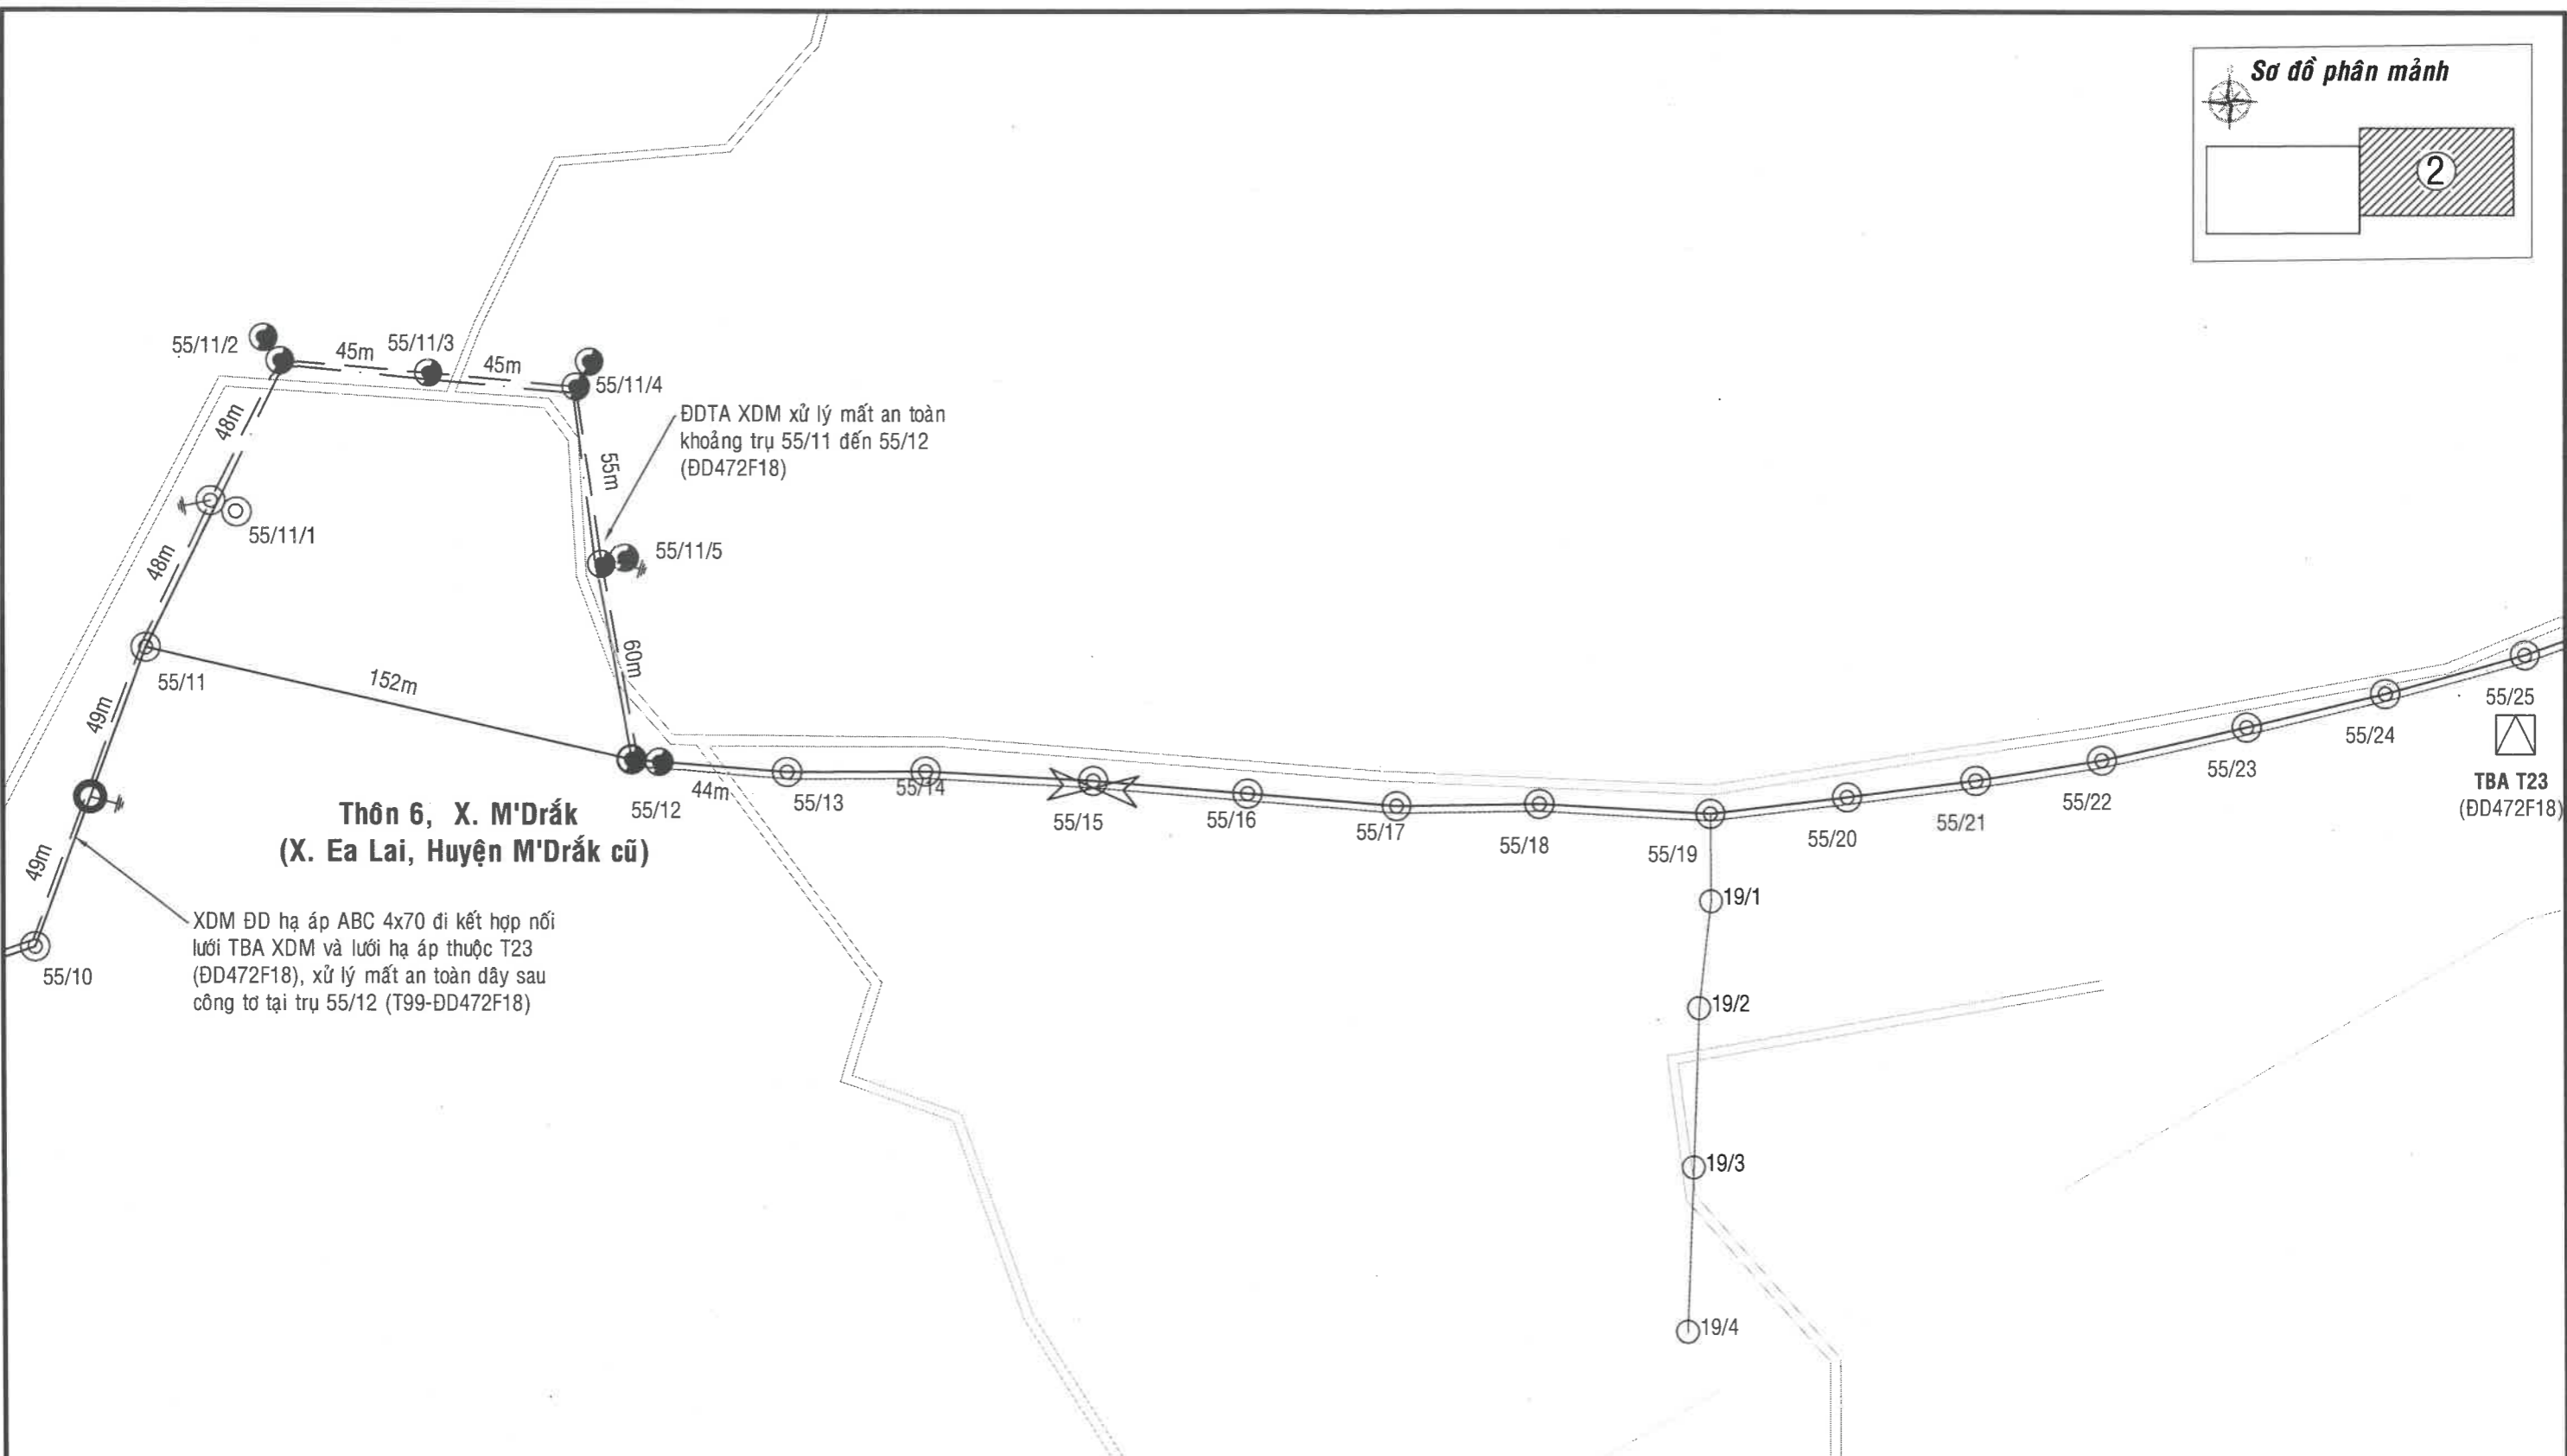 Sơ đồ phân mảnh
2
55/11/2
45m
55/11/3
45m
55/11/4
48m
ĐDTA XDM xử lý mất an toàn
khoảng trụ 55/11 đến 55/12
(ĐD472F18)
55m
55/11/1
55/11/5
48m
60m
55/11
152m
49m
55/12
44m
55/13
55/14
55/15
55/16
55/17
55/18
55/19
55/20
55/21
55/22
55/23
55/24
55/25
TBA T23
(ĐD472F18)
Thôn 6, X. M'Drắk
(X. Ea Lai, Huyện M'Drắk cũ)
49m
55/10
XDM ĐD hạ áp ABC 4x70 đi kết hợp nối
lưới TBA XDM và lưới hạ áp thuộc T23
(ĐD472F18), xử lý mất an toàn dây sau
công tơ tại trụ 55/12 (T99-ĐD472F18)
19/1
19/2
19/3
19/4